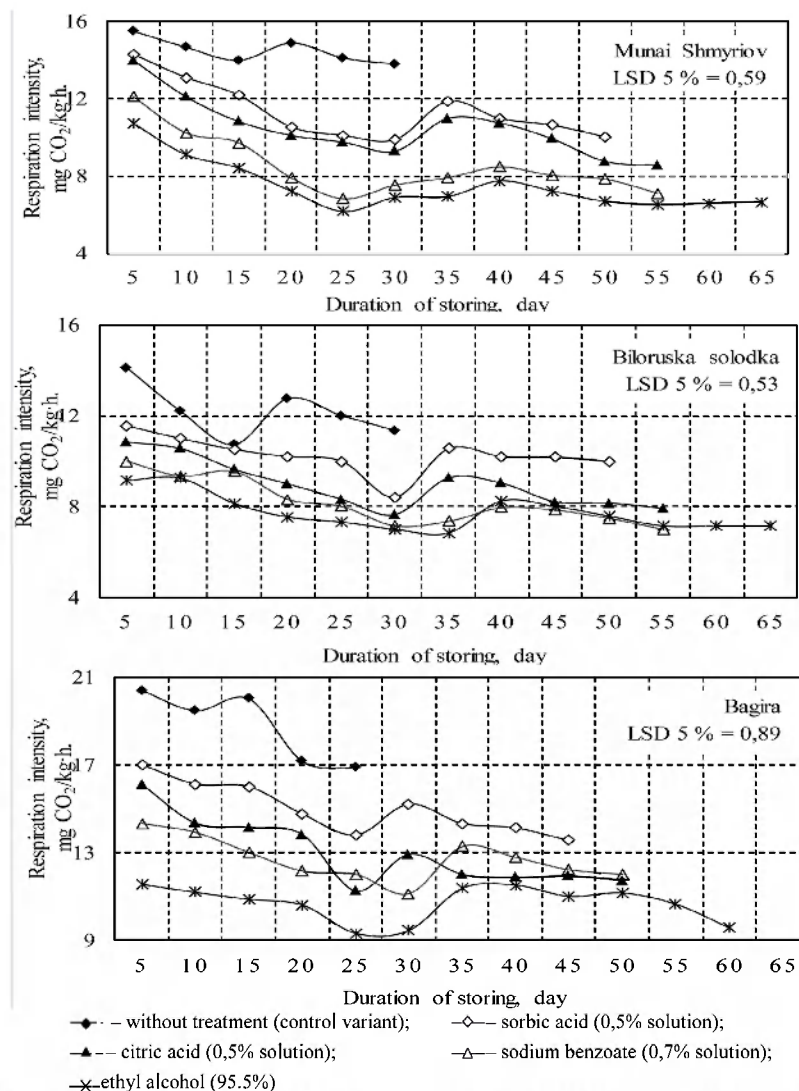 16
12
8
4
Respiration intensity,
mg CO₂/kg·h.
Munai Shmyriov
LSD 5 % = 0,59
5 10 15 20 25 30 35 40 45 50 55 60 65
Duration of storing, day
16
12
8
4
Respiration intensity,
mg CO₂/kg·h.
Biloruska solodka
LSD 5 % = 0,53
5 10 15 20 25 30 35 40 45 50 55 60 65
Duration of storing, day
21
17
13
9
Respiration intensity,
mg CO₂/kg·h.
Bagira
LSD 5 % = 0,89
5 10 15 20 25 30 35 40 45 50 55 60 65
Duration of storing, day
– without treatment (control variant); – sorbic acid (0,5% solution);
– citric acid (0,5% solution); – sodium benzoate (0,7% solution);
ethyl alcohol (95.5%)